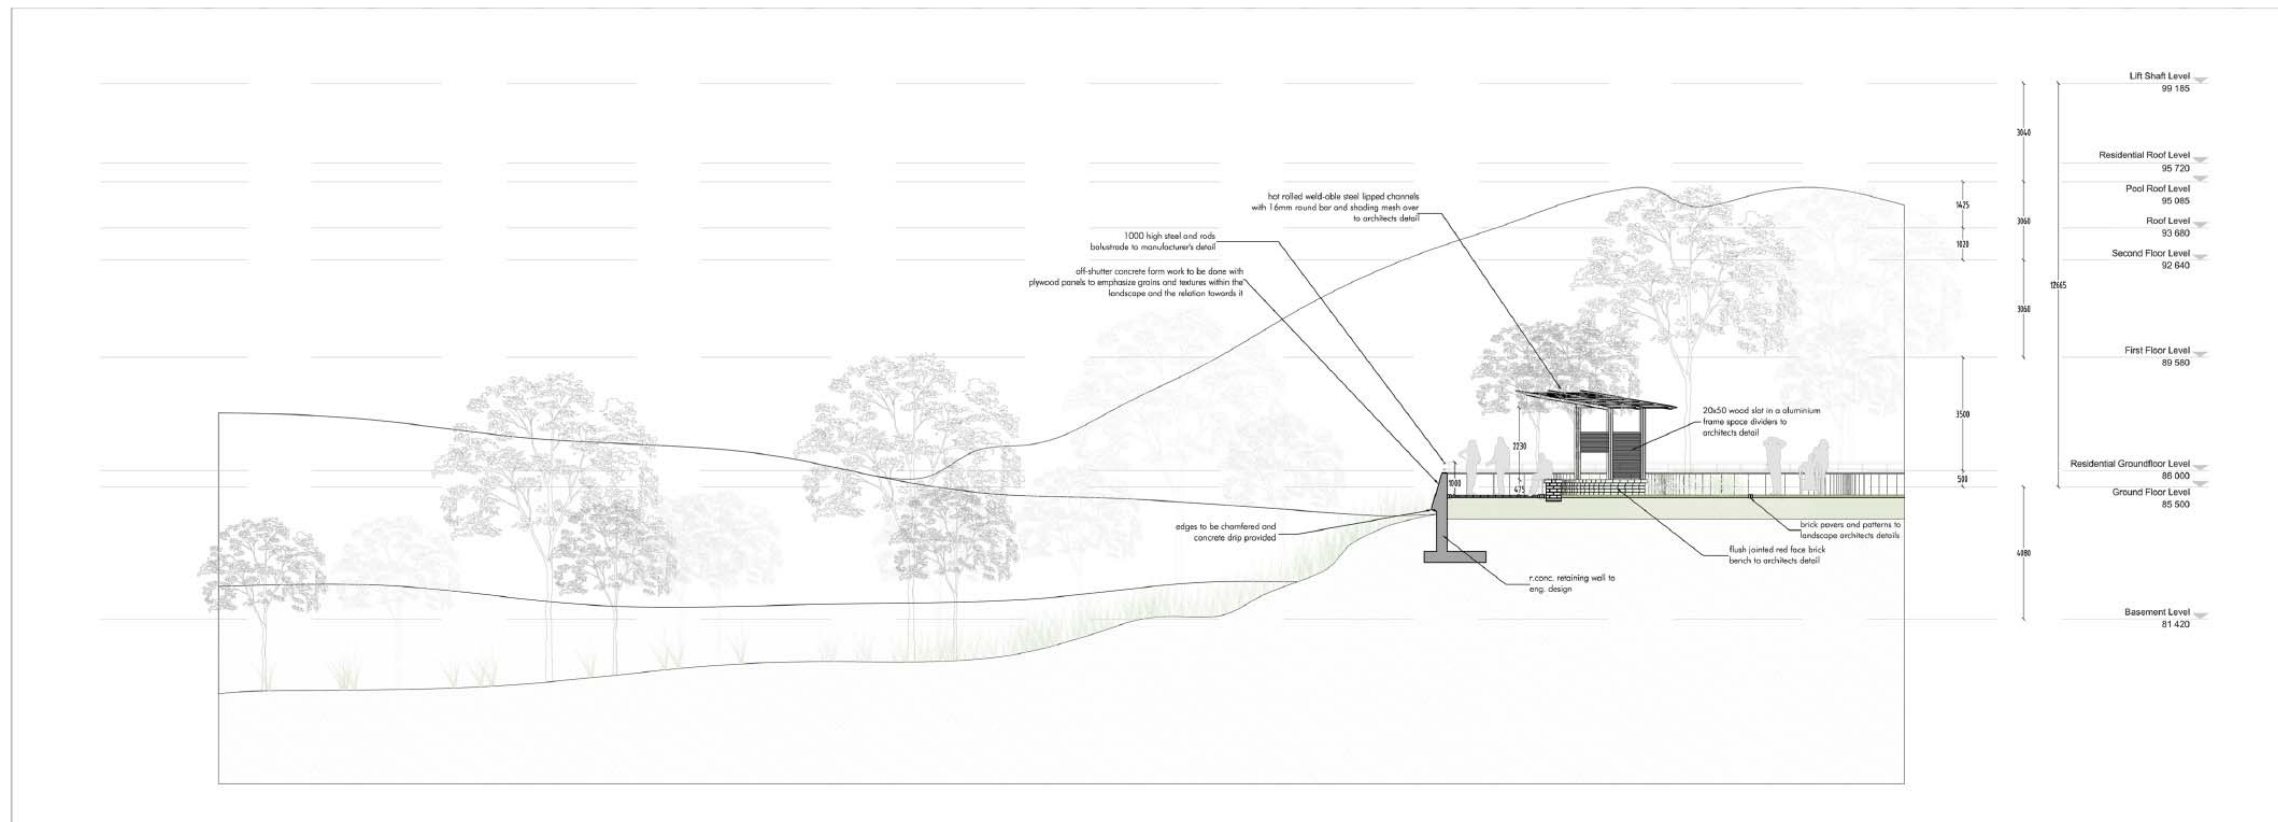 Lift Shaft Level
99 185
3040
Residential Roof Level
95 720
Pool Roof Level
95 085
hot rolled weld-able steel lipped channels
with 16mm round bar and shading mesh over
to architects detail
1475
3060
Roof Level
93 680
1000 high steel and rods
balustrade to manufacturer's detail
1020
Second Floor Level
92 640
off-shutter concrete form work to be done with
plywood panels to emphasize grains and textures within the
landscape and the relation towards it
12665
3060
First Floor Level
89 580
20x50 wood slat in a aluminium
frame space dividers to
architects detail
3500
2230
Residential Groundfloor Level
86 000
1000
475
500
Ground Floor Level
85 500
edges to be chamfered and
concrete drip provided
brick pavers and patterns to
landscape architects details
flush jointed red face brick
bench to architects detail
4080
r.conc. retaining wall to
eng. design
Basement Level
81 420